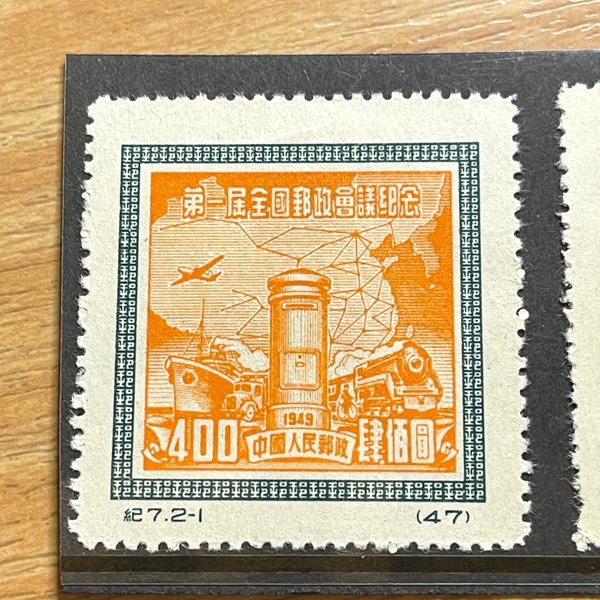 第一屆全國郵政會議紀念
1949
400 中國人民郵政 肆佰圓
紀7.2-1 (47)